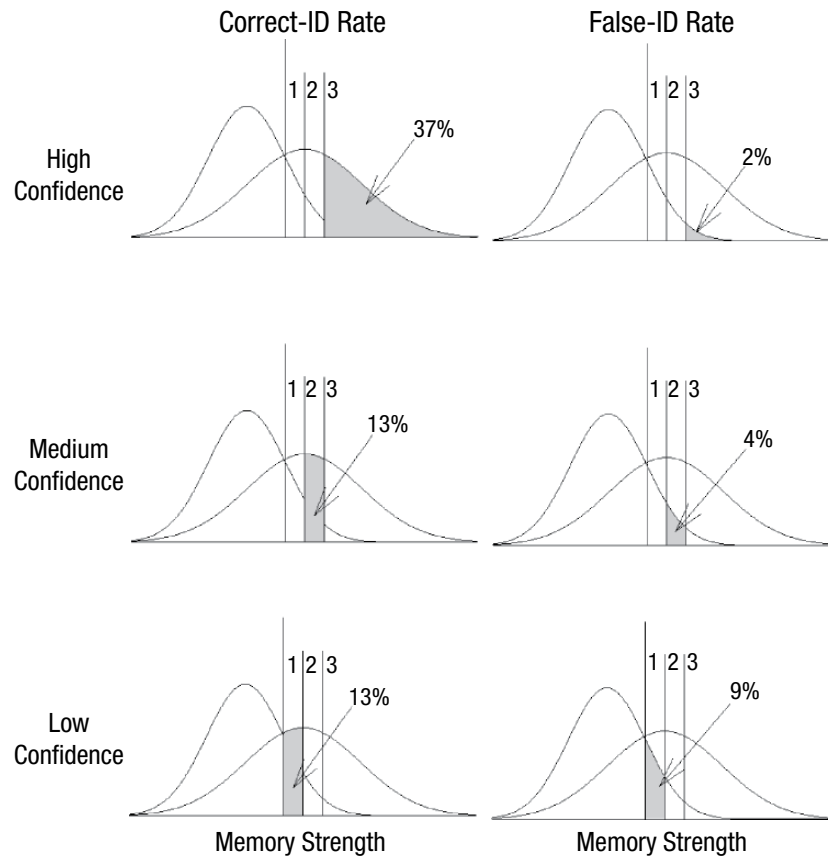 Correct-ID Rate
False-ID Rate
High
Confidence
1 2 3
37%
1 2 3
2%
Medium
Confidence
1 2 3
13%
1 2 3
4%
Low
Confidence
1 2 3
13%
1 2 3
9%
Memory Strength
Memory Strength